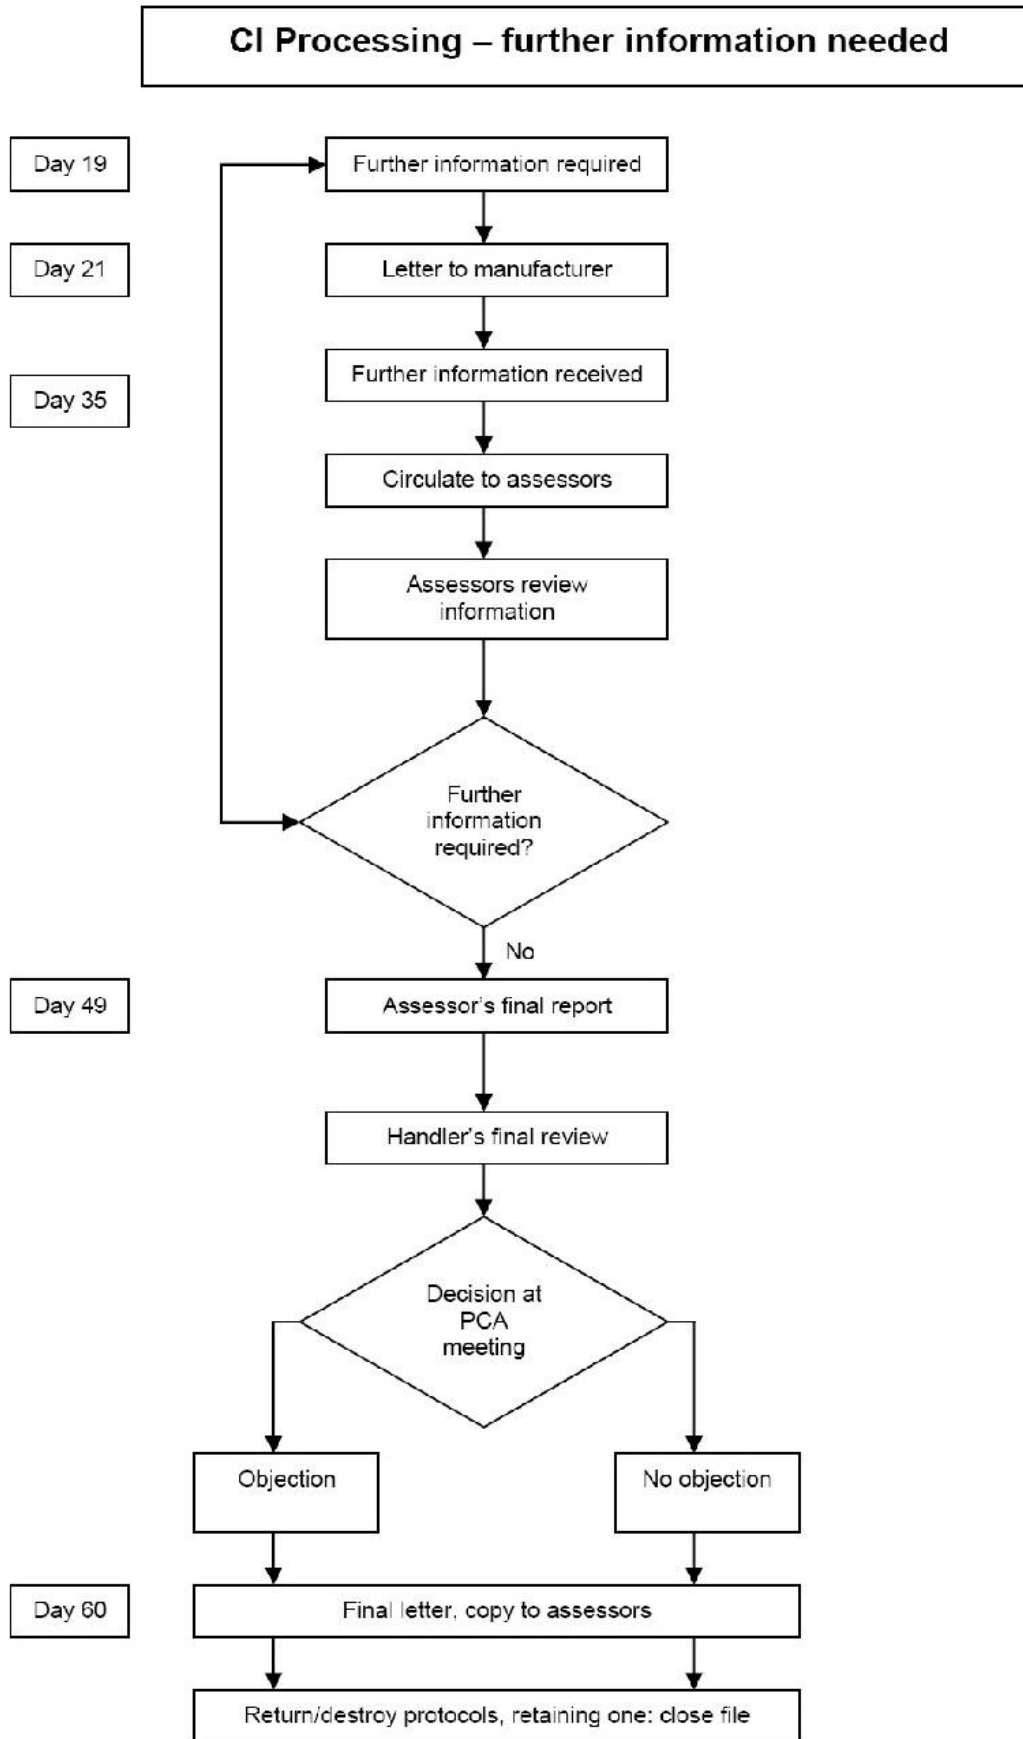 CI Processing – further information needed
Day 19
Further information required
Day 21
Letter to manufacturer
Further information received
Day 35
Circulate to assessors
Assessors review
information
Further
information
required?
No
Day 49
Assessor's final report
Handler's final review
Decision at
PCA
meeting
Objection
No objection
Day 60
Final letter, copy to assessors
Return/destroy protocols, retaining one: close file